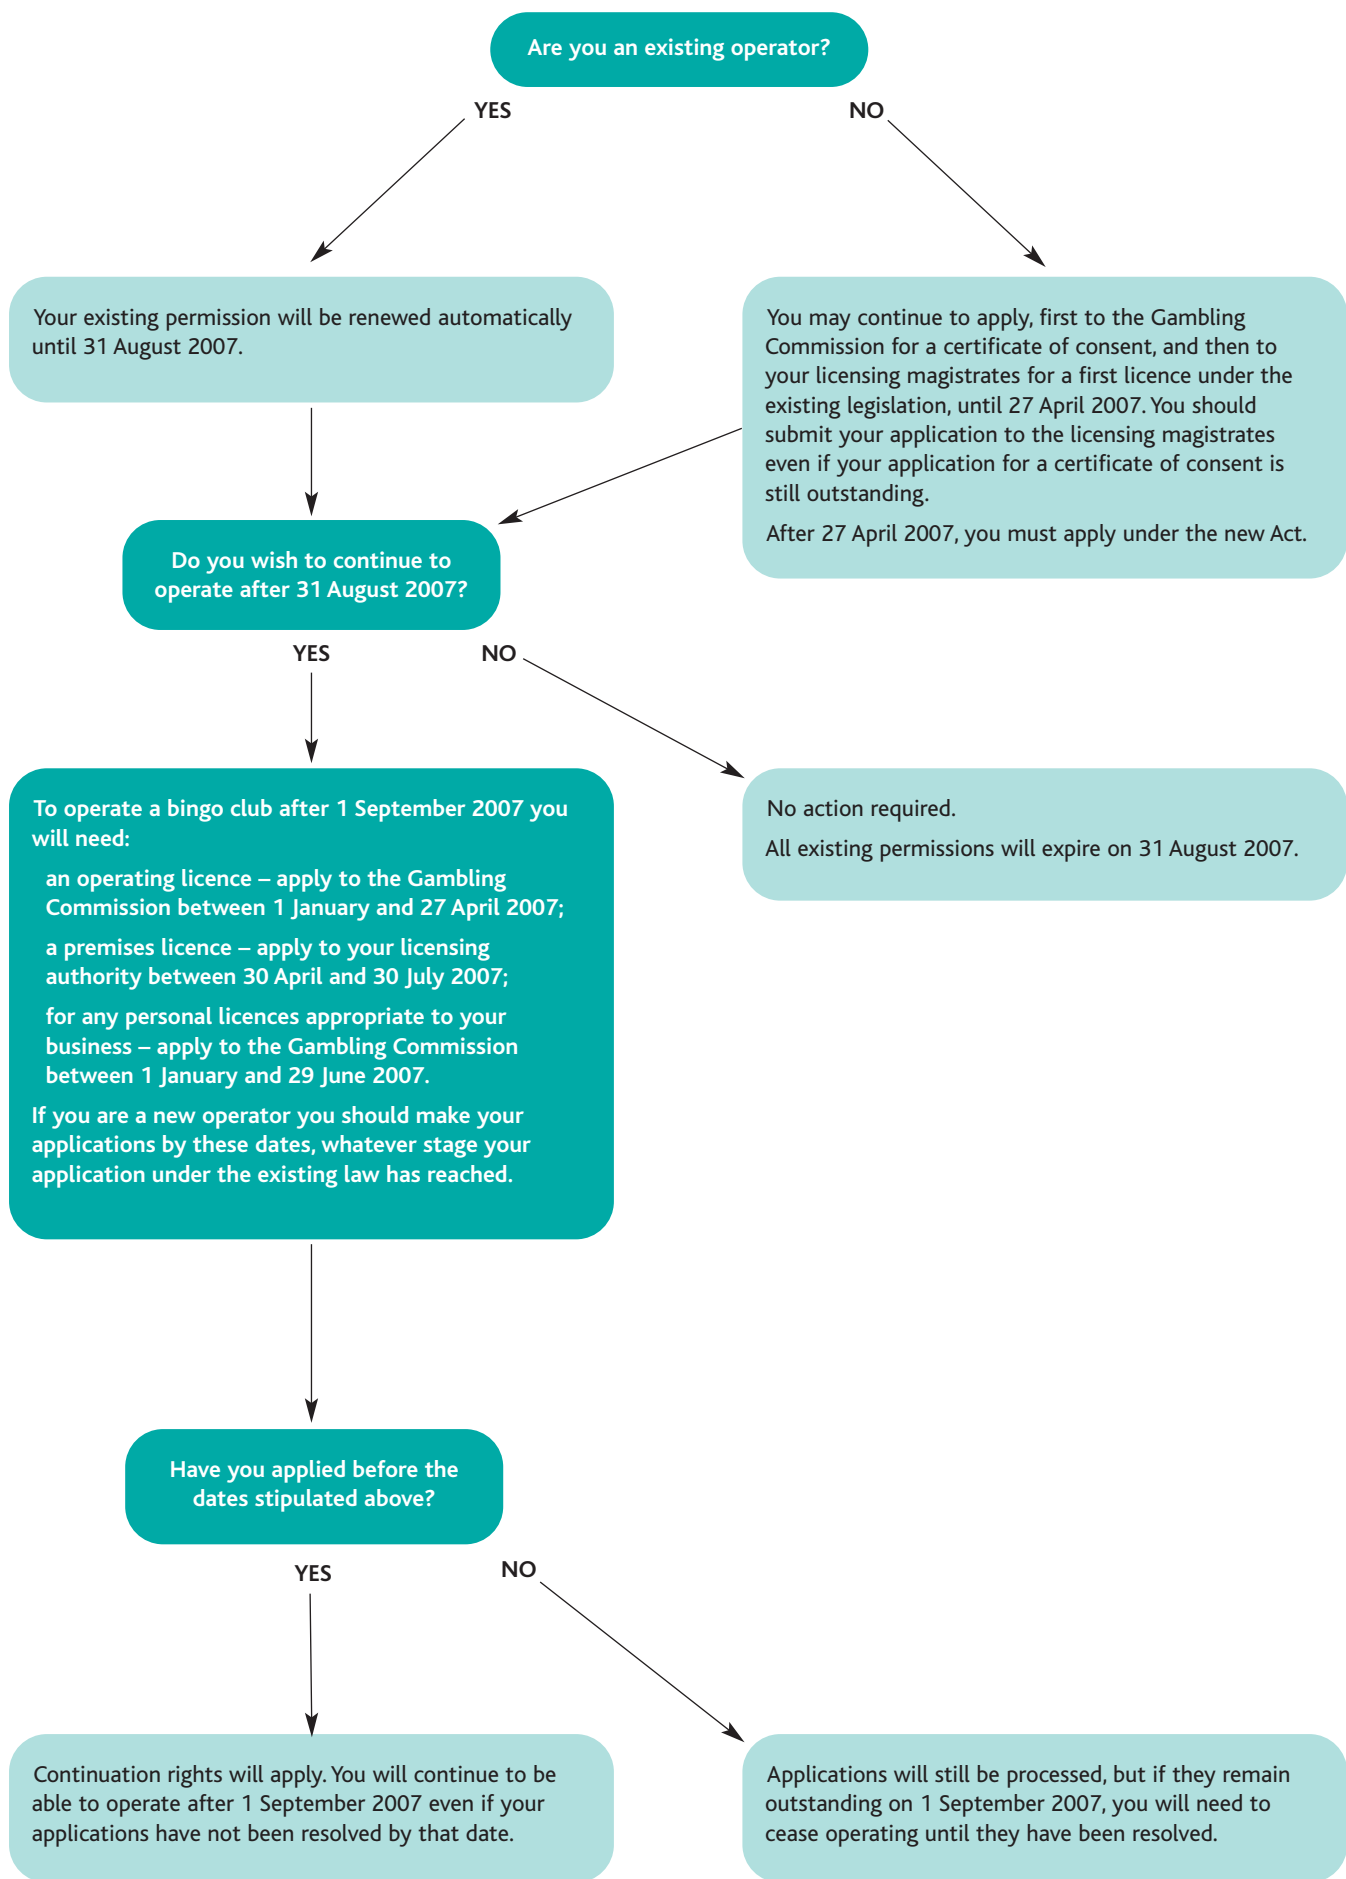 Are you an existing operator?
YES
NO
Your existing permission will be renewed automatically
until 31 August 2007.
You may continue to apply, first to the Gambling
Commission for a certificate of consent, and then to
your licensing magistrates for a first licence under the
existing legislation, until 27 April 2007. You should
submit your application to the licensing magistrates
even if your application for a certificate of consent is
still outstanding.
After 27 April 2007, you must apply under the new Act.
Do you wish to continue to
operate after 31 August 2007?
YES
NO
To operate a bingo club after 1 September 2007 you
will need:
an operating licence – apply to the Gambling
Commission between 1 January and 27 April 2007;
a premises licence – apply to your licensing
authority between 30 April and 30 July 2007;
for any personal licences appropriate to your
business – apply to the Gambling Commission
between 1 January and 29 June 2007.
If you are a new operator you should make your
applications by these dates, whatever stage your
application under the existing law has reached.
No action required.
All existing permissions will expire on 31 August 2007.
Have you applied before the
dates stipulated above?
YES
NO
Continuation rights will apply. You will continue to be
able to operate after 1 September 2007 even if your
applications have not been resolved by that date.
Applications will still be processed, but if they remain
outstanding on 1 September 2007, you will need to
cease operating until they have been resolved.